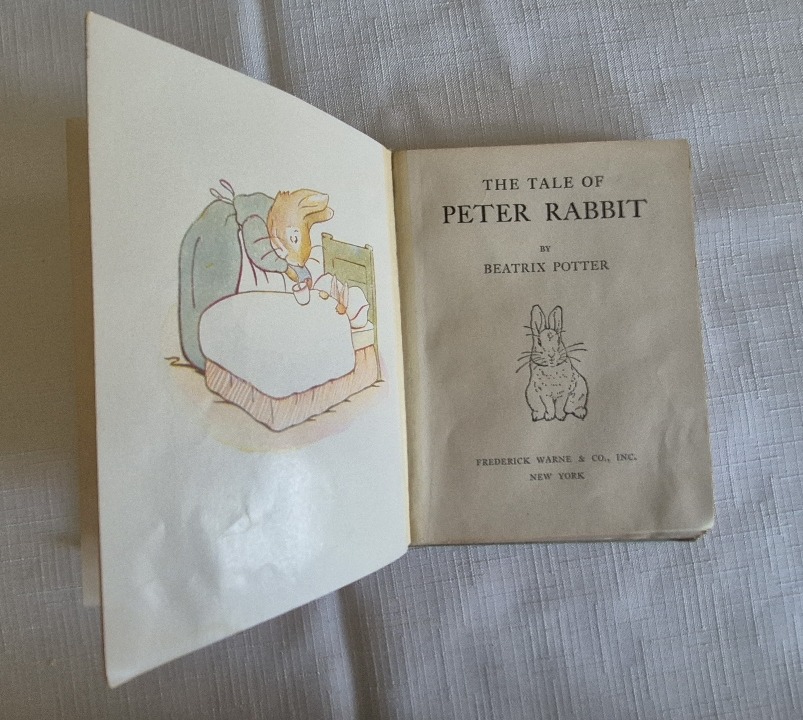 THE TALE OF
PETER RABBIT
BY
BEATRIX POTTER
FREDERICK WARNE & CO., INC.
NEW YORK